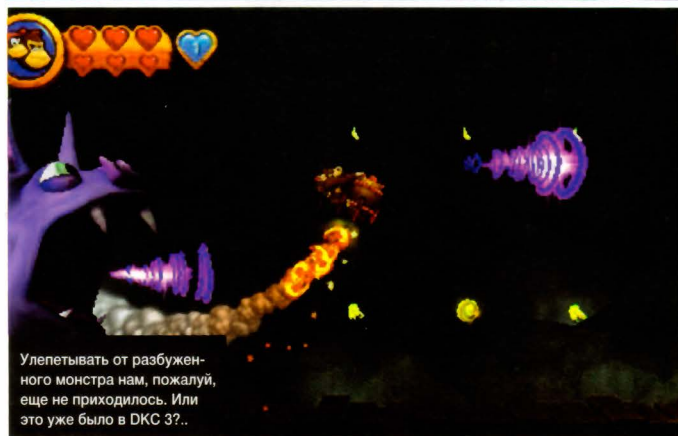 Улепетывать от разбужен-
ного монстра нам, пожалуй,
еще не приходилось. Или
это уже было в DKC 3?..